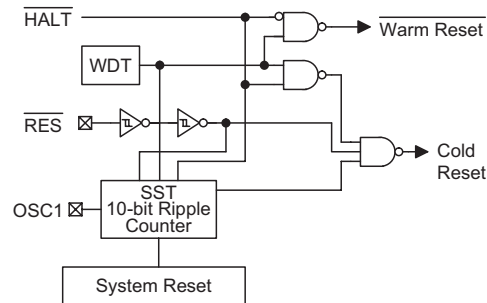 HALT
Warm Reset
WDT
RES
Cold
Reset
SST
10-bit Ripple
Counter
OSC1
System Reset